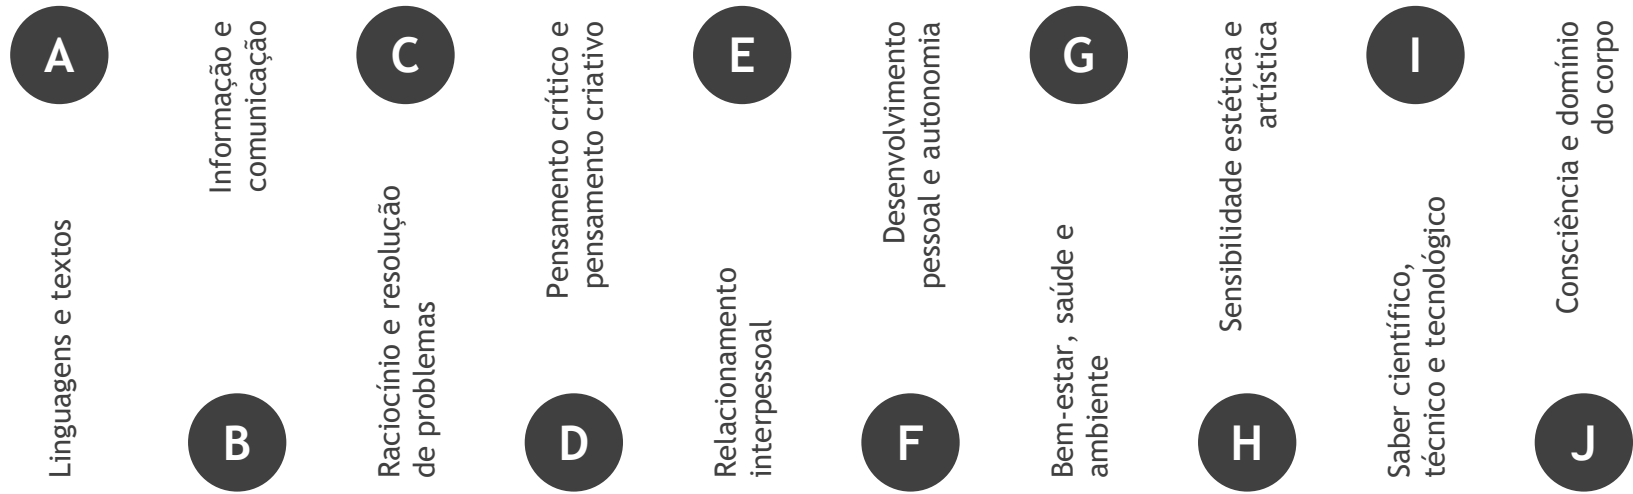 A
Linguagens e textos
Informação e
comunicação
B
C
Raciocínio e resolução
de problemas
Pensamento crítico e
pensamento criativo
D
E
Relacionamento
interpessoal
Desenvolvimento
pessoal e autonomia
F
G
Bem-estar, saúde e
ambiente
Sensibilidade estética e
artística
H
I
Saber científico,
técnico e tecnológico
Consciência e domínio
do corpo
J